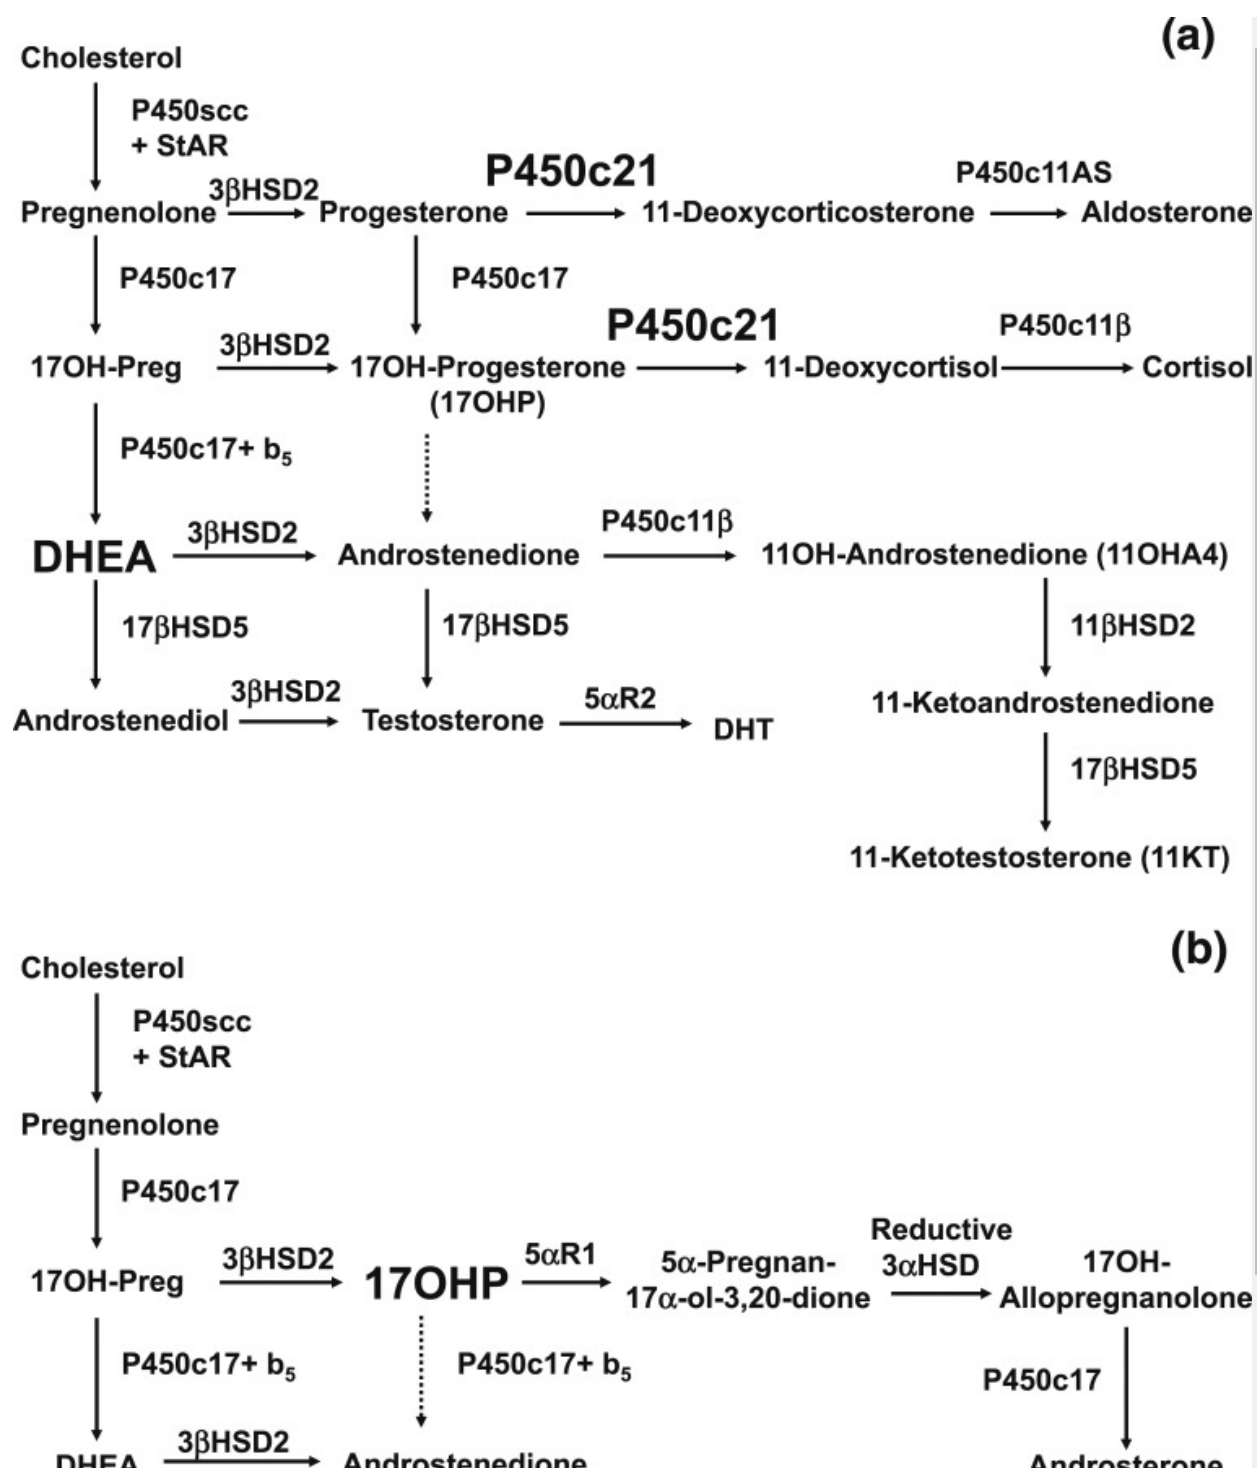 (a)
Cholesterol
P450scc
+ StAR
3βHSD2
P450c21
P450c11AS
Pregnenolone
Progesterone
11-Deoxycorticosterone
Aldosterone
P450c17
P450c17
3βHSD2
P450c21
P450c11β
17OH-Preg
17OH-Progesterone
(17OHP)
11-Deoxycortisol
Cortisol
P450c17+ b₅
3βHSD2
P450c11β
DHEA
Androstenedione
11OH-Androstenedione (11OHA4)
17βHSD5
17βHSD5
11βHSD2
3βHSD2
5αR2
Androstenediol
Testosterone
DHT
11-Ketoandrostenedione
17βHSD5
11-Ketotestosterone (11KT)
(b)
Cholesterol
P450scc
+ StAR
Pregnenolone
P450c17
3βHSD2
5αR1
Reductive
3αHSD
17OH-Preg
17OHP
5α-Pregnan-
17α-ol-3,20-dione
17OH-
Allopregnanolone
P450c17+ b₅
P450c17+ b₅
P450c17
3βHSD2
DHEA
Androstenedione
Androsterone